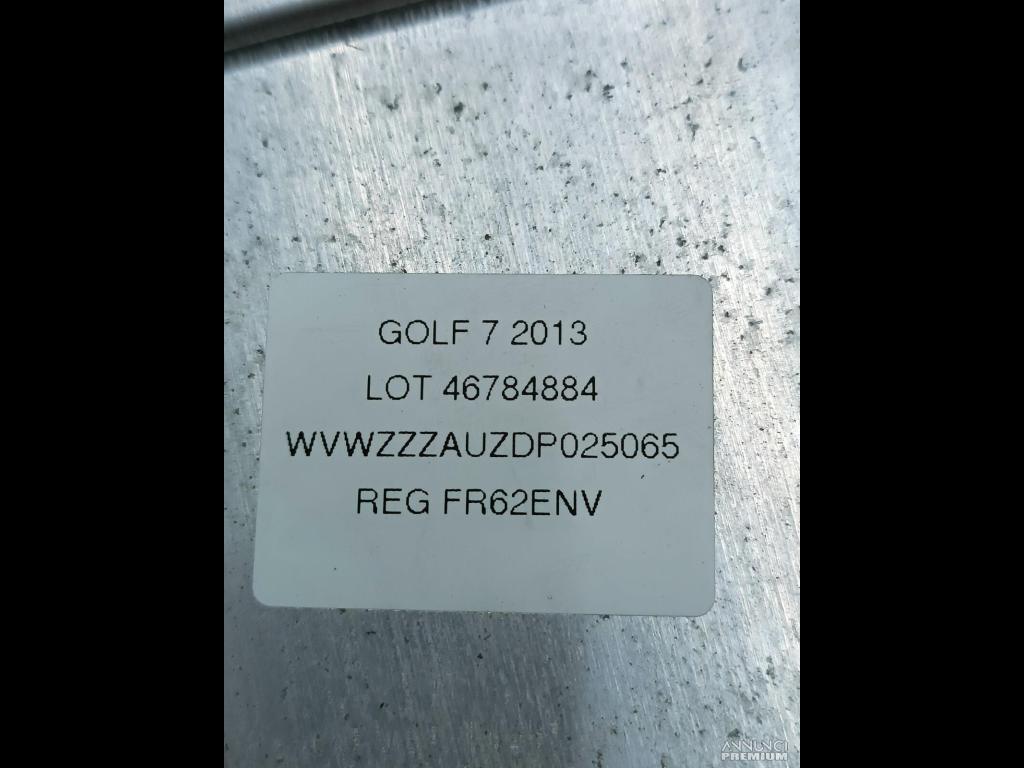 GOLF 7 2013
LOT 46784884
WVWZZZAUZDP025065
REG FR62ENV
ANNUNCI
PREMIUM